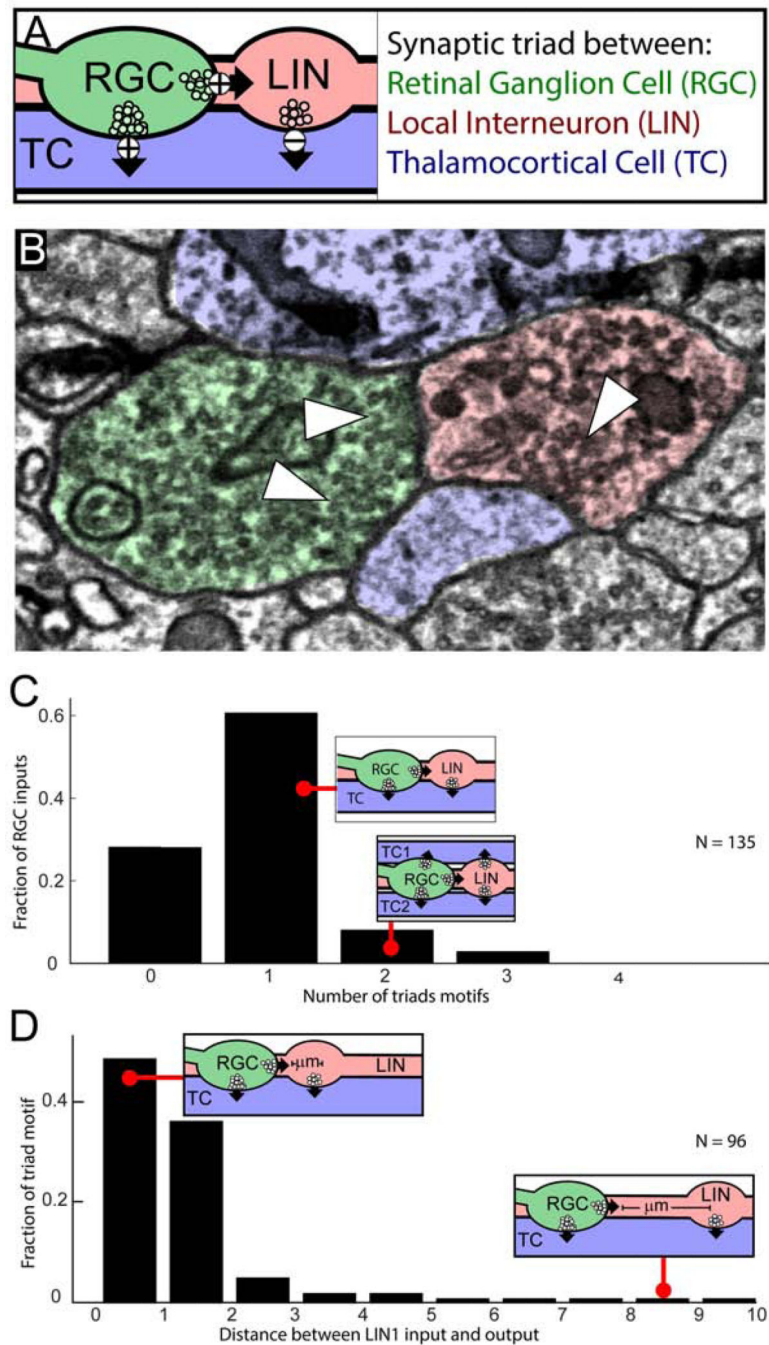 A
RGC
LIN
TC
Synaptic triad between:
Retinal Ganglion Cell (RGC)
Local Interneuron (LIN)
Thalamocortical Cell (TC)
B
C
Fraction of RGC inputs
0.6
0.4
0.2
0
RGC
LIN
TC
TC1
RGC
LIN
TC2
N = 135
0
1
2
3
4
Number of triads motifs
D
Fraction of triad motif
0.4
0.2
0
RGC
μm
LIN
TC
N = 96
RGC
μm
LIN
TC
0
1
2
3
4
5
6
7
8
9
10
Distance between LIN1 input and output